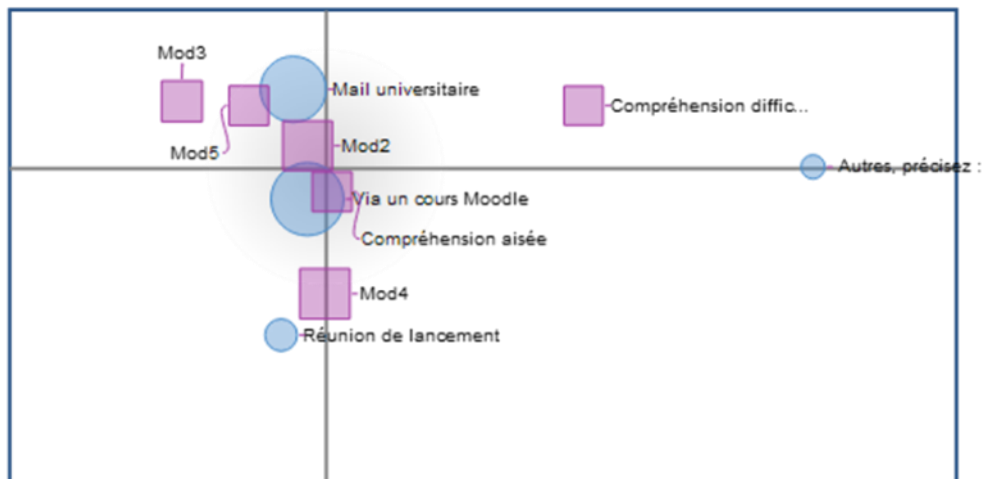 Mod3
Mail universitaire
Compréhension diffic...
Mod5
Mod2
Autres, précisez :
Via un cours Moodle
Compréhension aisée
Mod4
Réunion de lancement